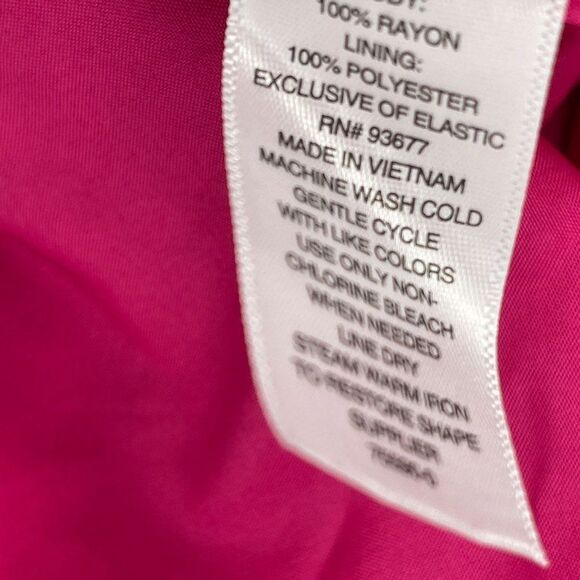 BODY:
100% RAYON
LINING:
100% POLYESTER
EXCLUSIVE OF ELASTIC
RN# 93677
MADE IN VIETNAM
MACHINE WASH COLD
GENTLE CYCLE
WITH LIKE COLORS
USE ONLY NON-
CHLORINE BLEACH
WHEN NEEDED
LINE DRY
STEAM WARM IRON
TO RESTORE SHAPE
SUPPLIER